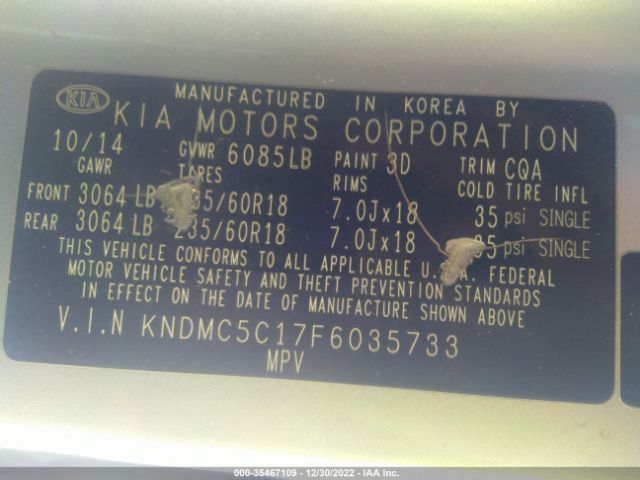 KIA
MANUFACTURED IN KOREA BY
KIA MOTORS CORPORATION
10/14 GVWR 6085LB PAINT 3D TRIM CQA
GAWR TIRES RIMS COLD TIRE INFL
FRONT 3064 LB 235/60R18 7.0Jx18 35 psi SINGLE
REAR 3064 LB 235/60R18 7.0Jx18 35 psi SINGLE
THIS VEHICLE CONFORMS TO ALL APPLICABLE U.S.A. FEDERAL
MOTOR VEHICLE SAFETY AND THEFT PREVENTION STANDARDS
IN EFFECT ON THE DATE OF MANUFACTURE SHOWN ABOVE
V.I.N KNDMC5C17F6035733
MPV
000-35467109 - 12/30/2022 - IAA Inc.